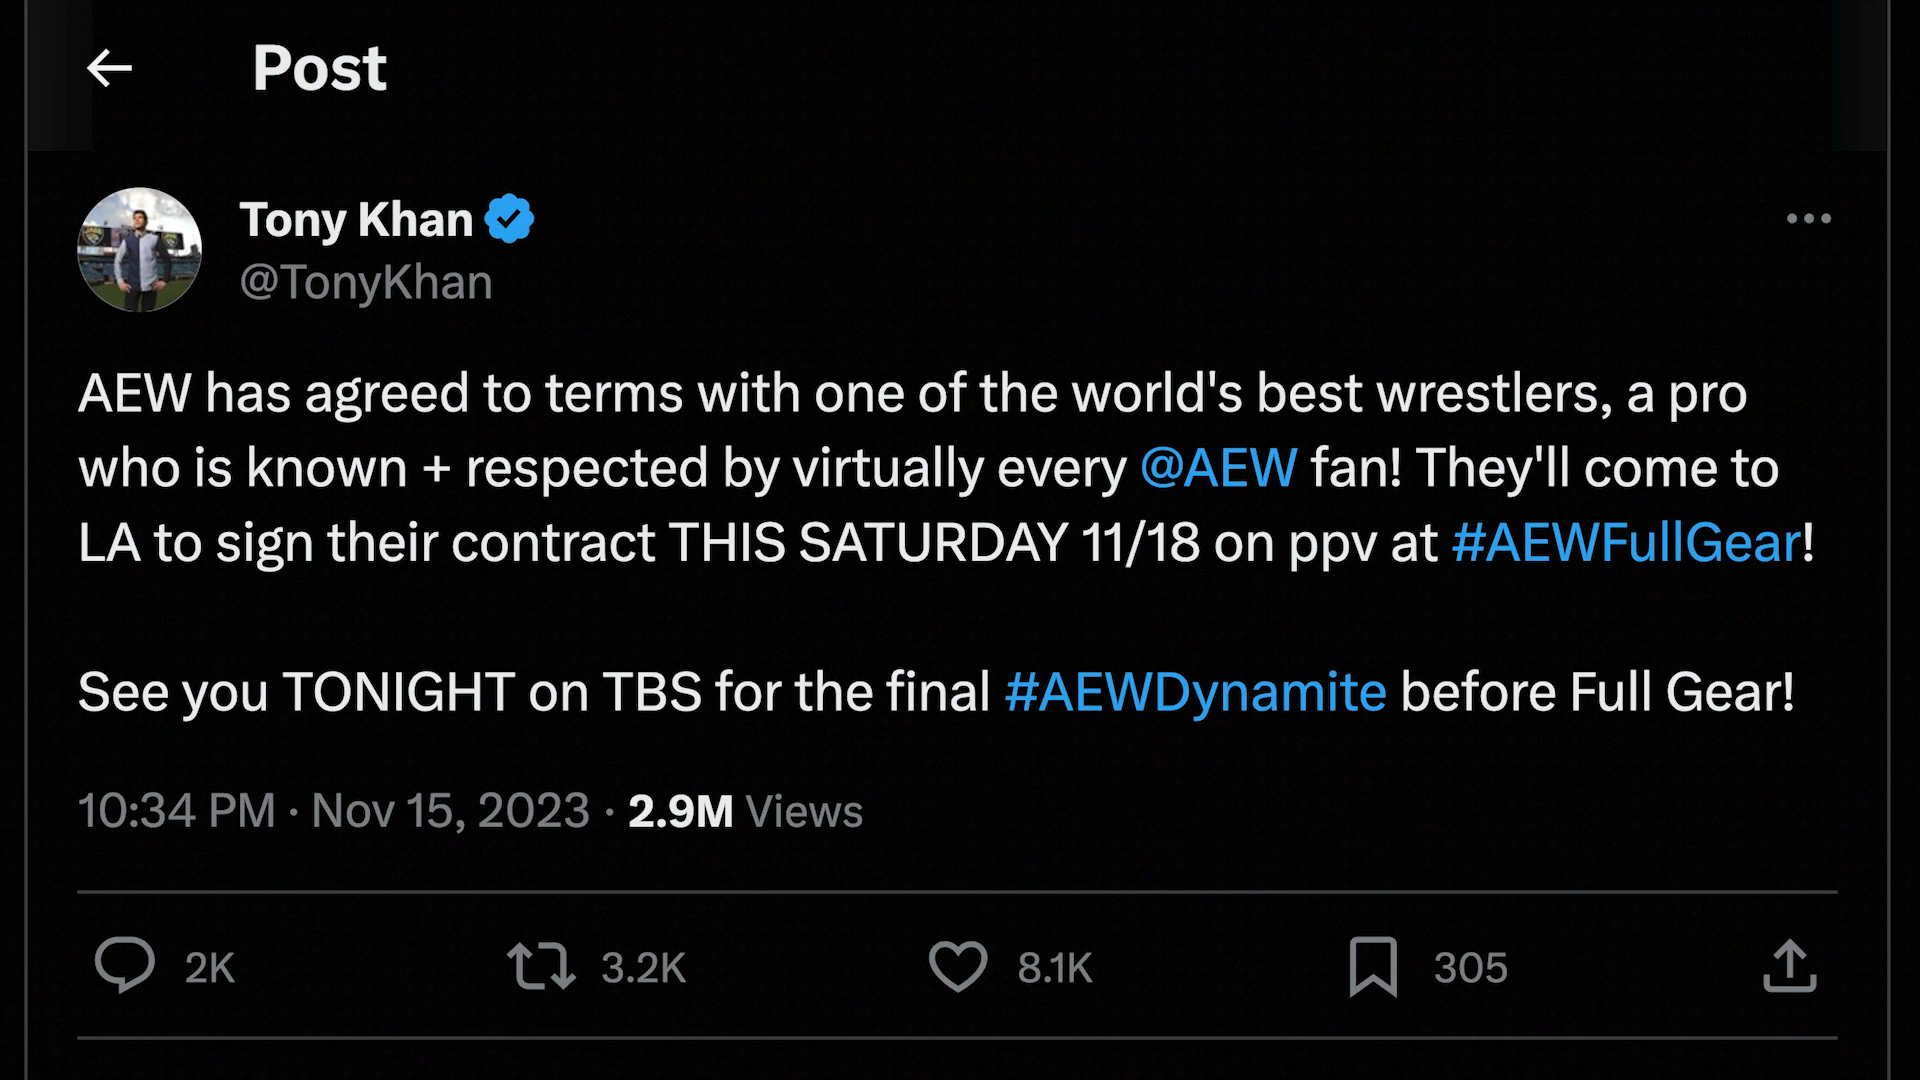 Post
Tony Khan
@TonyKhan
AEW has agreed to terms with one of the world's best wrestlers, a pro
who is known + respected by virtually every @AEW fan! They'll come to
LA to sign their contract THIS SATURDAY 11/18 on ppv at #AEWFullGear!
See you TONIGHT on TBS for the final #AEWDynamite before Full Gear!
10:34 PM · Nov 15, 2023 · 2.9M Views
2K 3.2K 8.1K 305